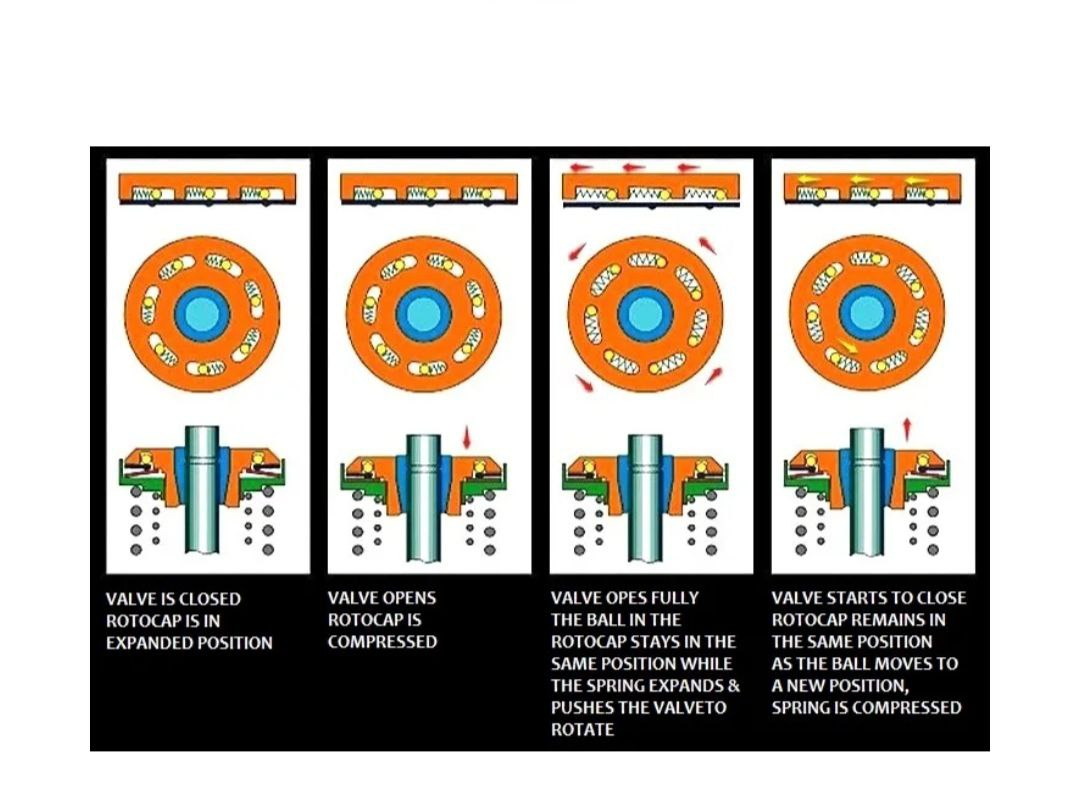 VALVE IS CLOSED
ROTOCAP IS IN
EXPANDED POSITION
VALVE OPENS
ROTOCAP IS
COMPRESSED
VALVE OPES FULLY
THE BALL IN THE
ROTOCAP STAYS IN THE
SAME POSITION WHILE
THE SPRING EXPANDS &
PUSHES THE VALVETO
ROTATE
VALVE STARTS TO CLOSE
ROTOCAP REMAINS IN
THE SAME POSITION
AS THE BALL MOVES TO
A NEW POSITION,
SPRING IS COMPRESSED